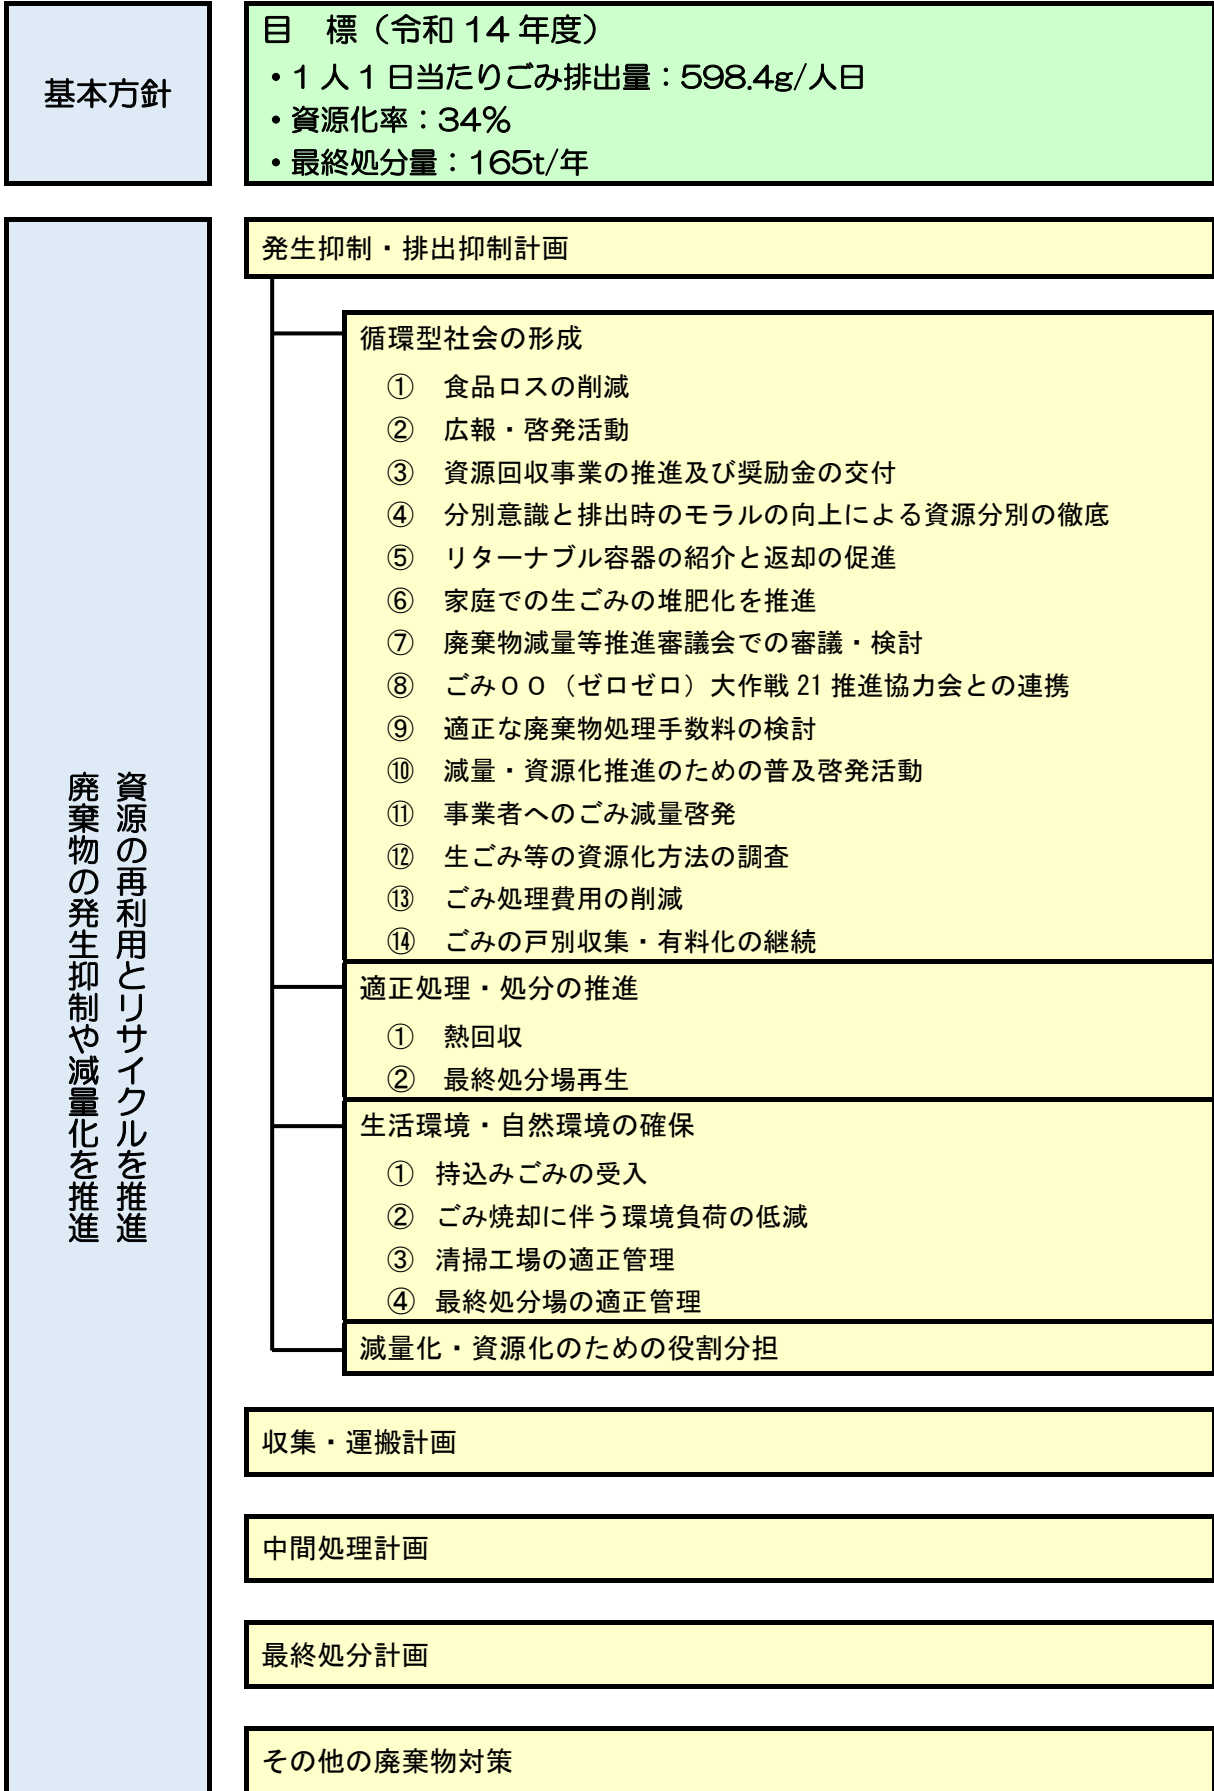 基本方針
目　標（令和 14 年度）
・1 人 1 日当たりごみ排出量：598.4g/人日
・資源化率：34%
・最終処分量：165t/年
資源の再利用とリサイクルを推進
廃棄物の発生抑制や減量化を推進
発生抑制・排出抑制計画
循環型社会の形成
①　食品ロスの削減
②　広報・啓発活動
③　資源回収事業の推進及び奨励金の交付
④　分別意識と排出時のモラルの向上による資源分別の徹底
⑤　リターナブル容器の紹介と返却の促進
⑥　家庭での生ごみの堆肥化を推進
⑦　廃棄物減量等推進審議会での審議・検討
⑧　ごみ００（ゼロゼロ）大作戦 21 推進協力会との連携
⑨　適正な廃棄物処理手数料の検討
⑩　減量・資源化推進のための普及啓発活動
⑪　事業者へのごみ減量啓発
⑫　生ごみ等の資源化方法の調査
⑬　ごみ処理費用の削減
⑭　ごみの戸別収集・有料化の継続
適正処理・処分の推進
①　熱回収
②　最終処分場再生
生活環境・自然環境の確保
①　持込みごみの受入
②　ごみ焼却に伴う環境負荷の低減
③　清掃工場の適正管理
④　最終処分場の適正管理
減量化・資源化のための役割分担
収集・運搬計画
中間処理計画
最終処分計画
その他の廃棄物対策